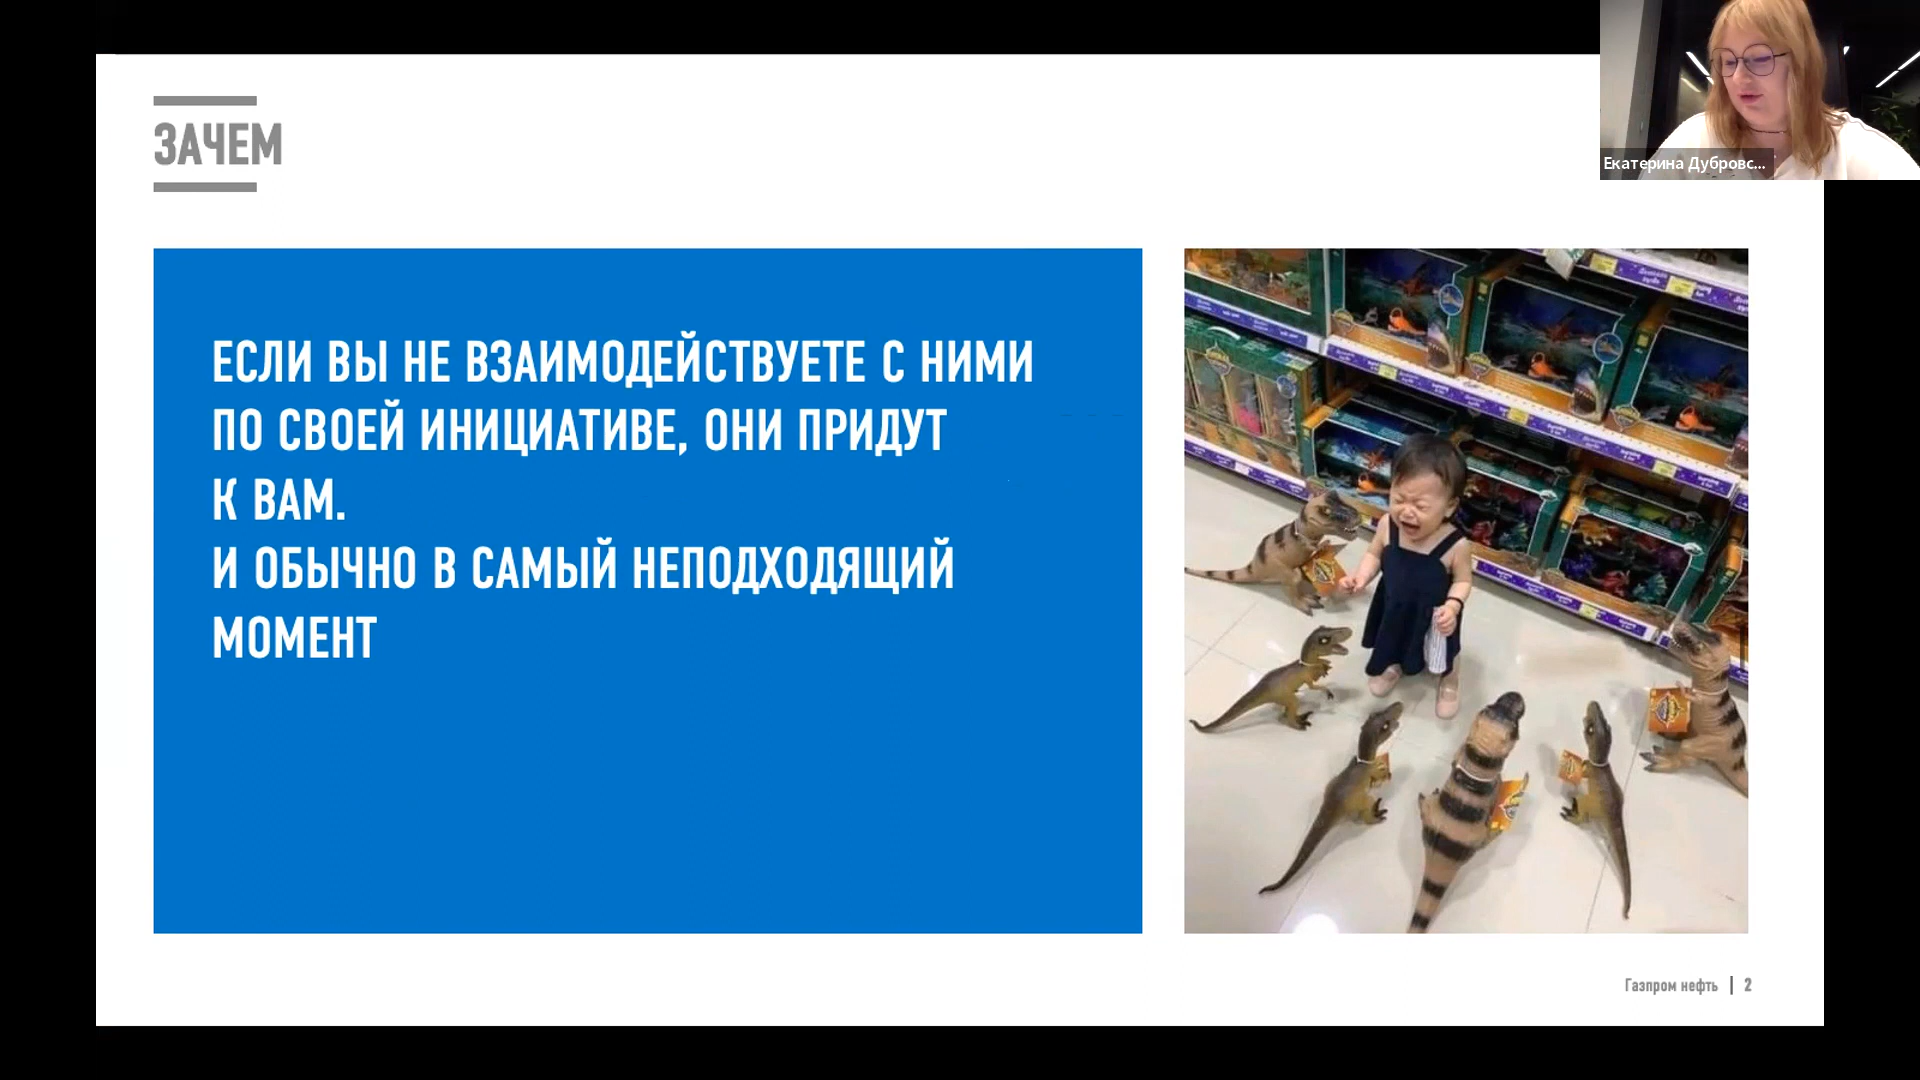 ЗАЧЕМ
Екатерина Дубровс...
ЕСЛИ ВЫ НЕ ВЗАИМОДЕЙСТВУЕТЕ С НИМИ
ПО СВОЕЙ ИНИЦИАТИВЕ, ОНИ ПРИДУТ
К ВАМ.
И ОБЫЧНО В САМЫЙ НЕПОДХОДЯЩИЙ
МОМЕНТ
Газпром нефть | 2